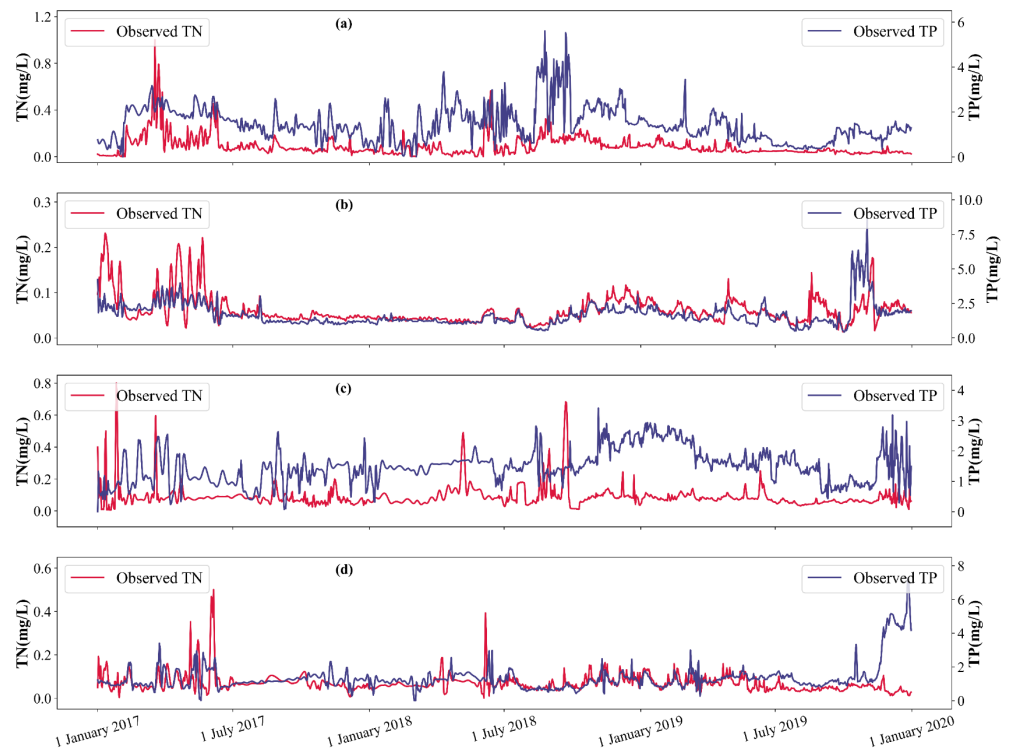 (a)
Observed TN
Observed TP
TN(mg/L)
1.2
0.8
0.4
0.0
TP(mg/L)
6
4
2
0
(b)
Observed TN
Observed TP
TN(mg/L)
0.3
0.2
0.1
0.0
TP(mg/L)
10.0
7.5
5.0
2.5
0.0
(c)
Observed TN
Observed TP
TN(mg/L)
0.8
0.6
0.4
0.2
0.0
TP(mg/L)
4
3
2
1
0
(d)
Observed TN
Observed TP
TN(mg/L)
0.6
0.4
0.2
0.0
TP(mg/L)
8
6
4
2
0
1 January 2017
1 July 2017
1 January 2018
1 July 2018
1 January 2019
1 July 2019
1 January 2020